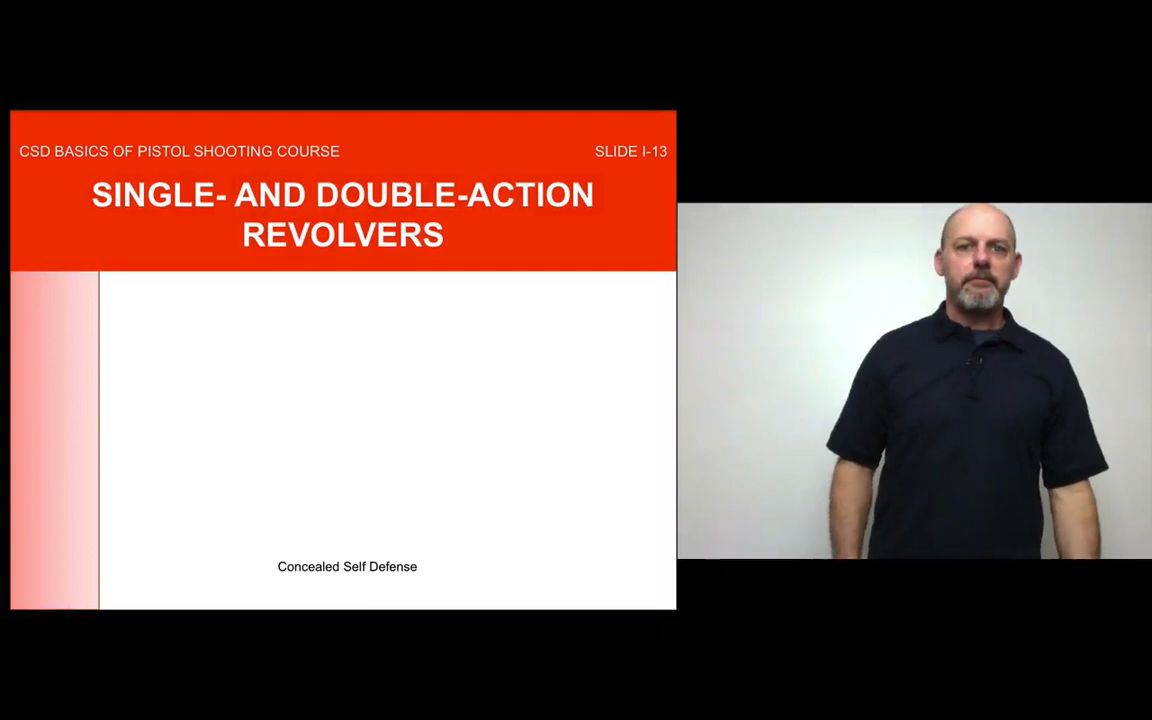 CSD BASICS OF PISTOL SHOOTING COURSE
SLIDE I-13
SINGLE- AND DOUBLE-ACTION
REVOLVERS
Concealed Self Defense